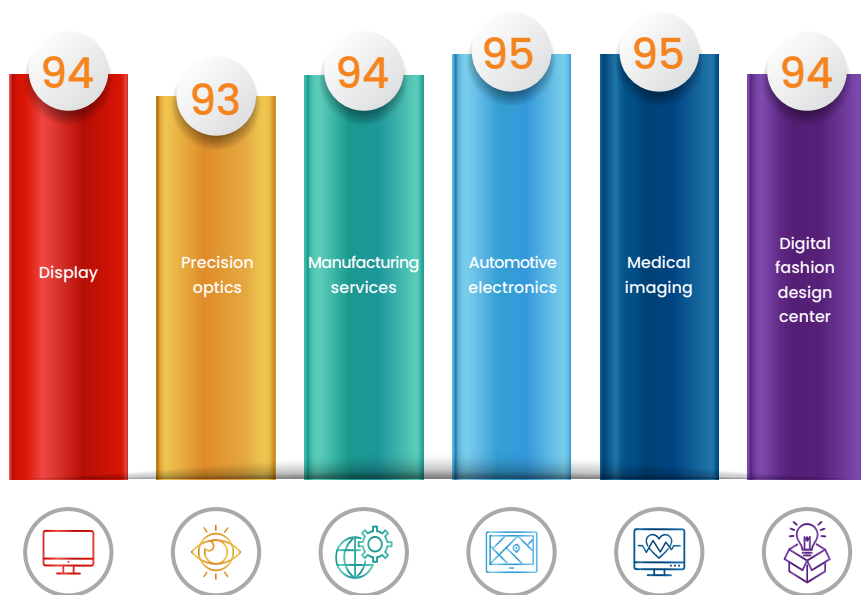 94
93
94
95
95
94
Display
Precision
optics
Manufacturing
services
Automotive
electronics
Medical
imaging
Digital
fashion
design
center